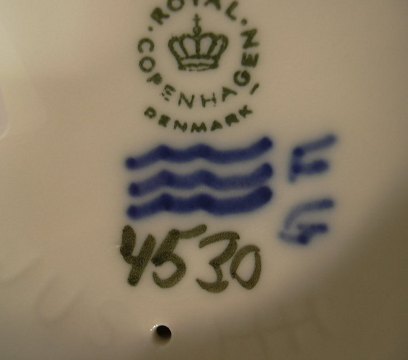 ROYAL
COPENHAGEN
DENMARK
4530